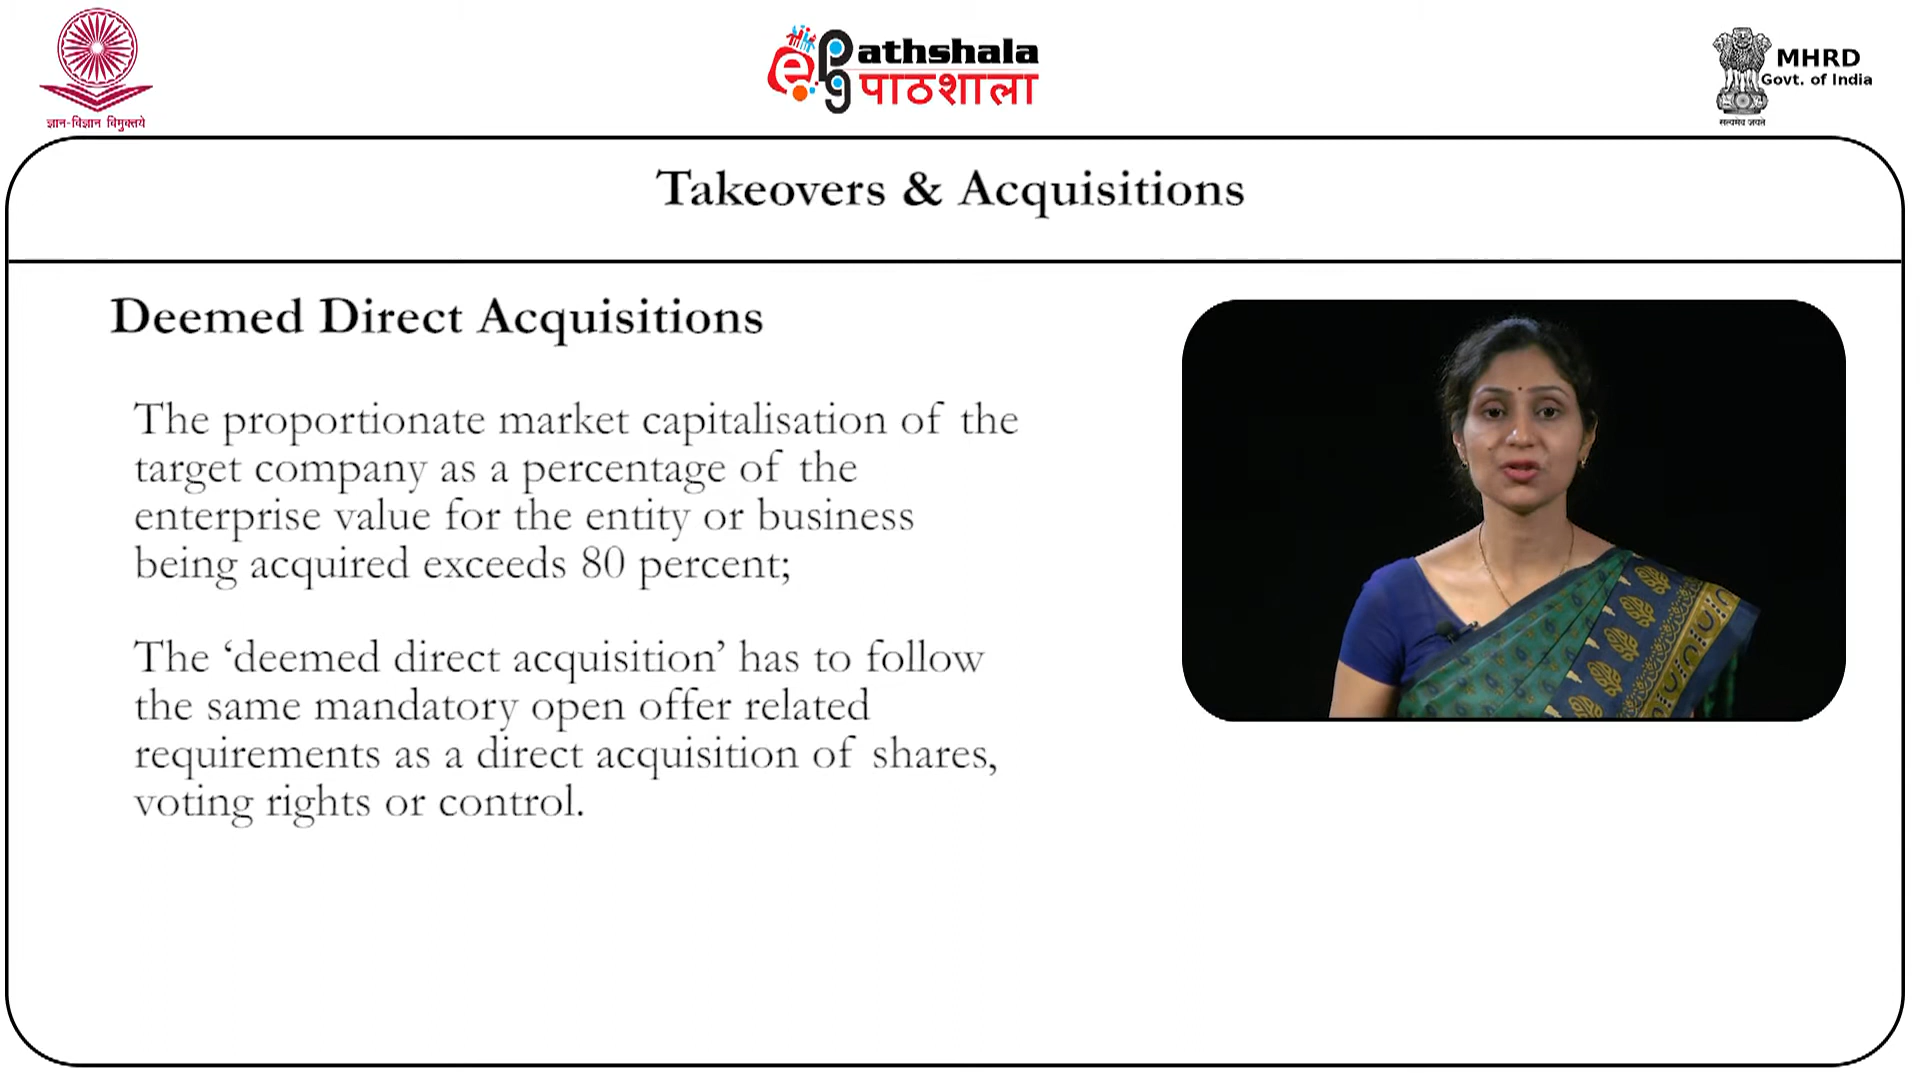 ज्ञान-विज्ञान विमुक्तये
ePG Pathshala
पाठशाला
MHRD
Govt. of India
सत्यमेव जयते
Takeovers & Acquisitions
Deemed Direct Acquisitions
The proportionate market capitalisation of the
target company as a percentage of the
enterprise value for the entity or business
being acquired exceeds 80 percent;
The ‘deemed direct acquisition’ has to follow
the same mandatory open offer related
requirements as a direct acquisition of shares,
voting rights or control.